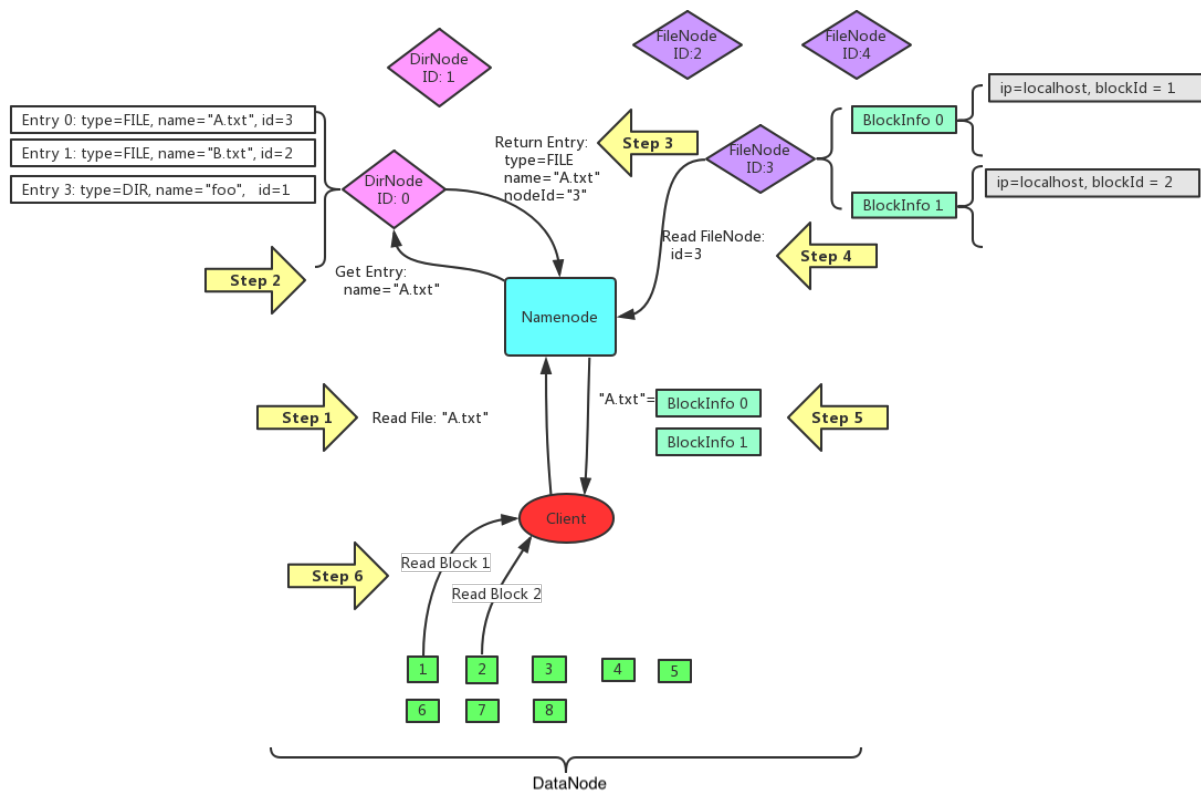 DirNode
ID: 1
FileNode
ID:2
FileNode
ID:4
Entry 0: type=FILE, name="A.txt", id=3
Entry 1: type=FILE, name="B.txt", id=2
Entry 3: type=DIR, name="foo", id=1
DirNode
ID: 0
Return Entry:
type=FILE
name="A.txt"
nodeId="3"
Step 3
FileNode
ID:3
BlockInfo 0
BlockInfo 1
ip=localhost, blockId = 1
ip=localhost, blockId = 2
Step 2
Get Entry:
name="A.txt"
Read FileNode:
id=3
Step 4
Namenode
Step 1
Read File: "A.txt"
"A.txt"=
BlockInfo 0
BlockInfo 1
Step 5
Client
Step 6
Read Block 1
Read Block 2
1
2
3
4
5
6
7
8
DataNode